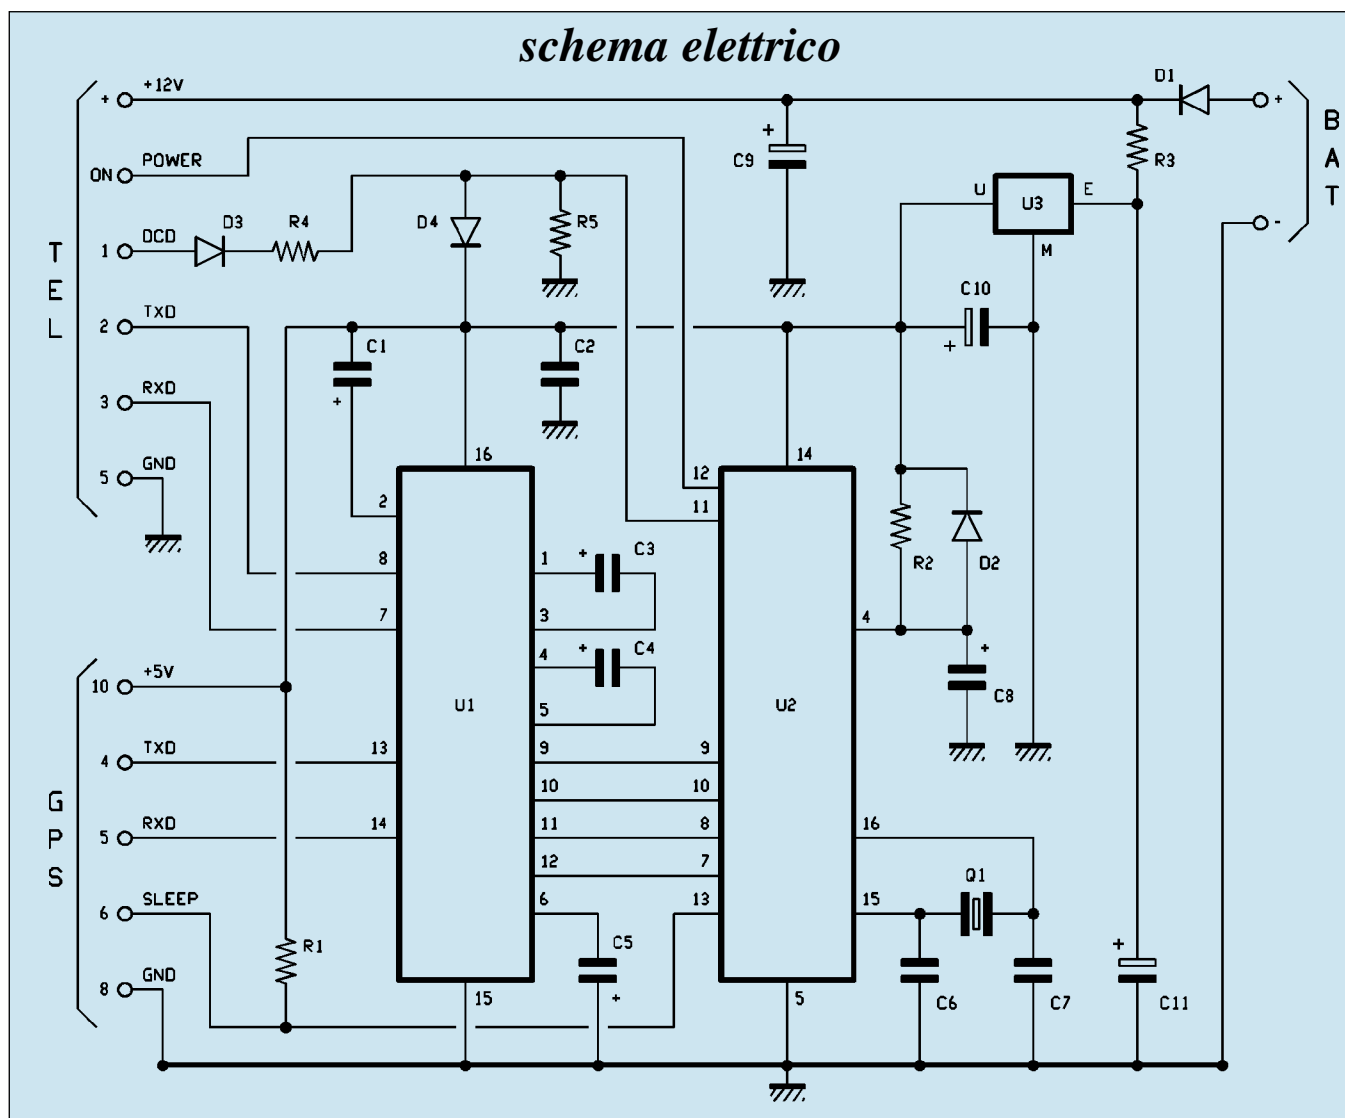 schema elettrico
+12V
+
POWER
ON
DCD
1
D3
R4
D4
R5
TXD
2
RXD
3
GND
5
TEL
C9
+
D1
+
-
BAT
R3
U
U3
E
M
C10
+
C1
+
C2
16
2
8
7
1
3
4
5
C3
+
C4
+
U1
13
14
9
10
11
12
6
15
C5
+
+5V
10
TXD
4
RXD
5
SLEEP
6
GND
8
GPS
R1
14
12
11
9
10
8
7
13
U2
5
4
16
15
R2
D2
+
C8
Q1
C6
C7
+
C11